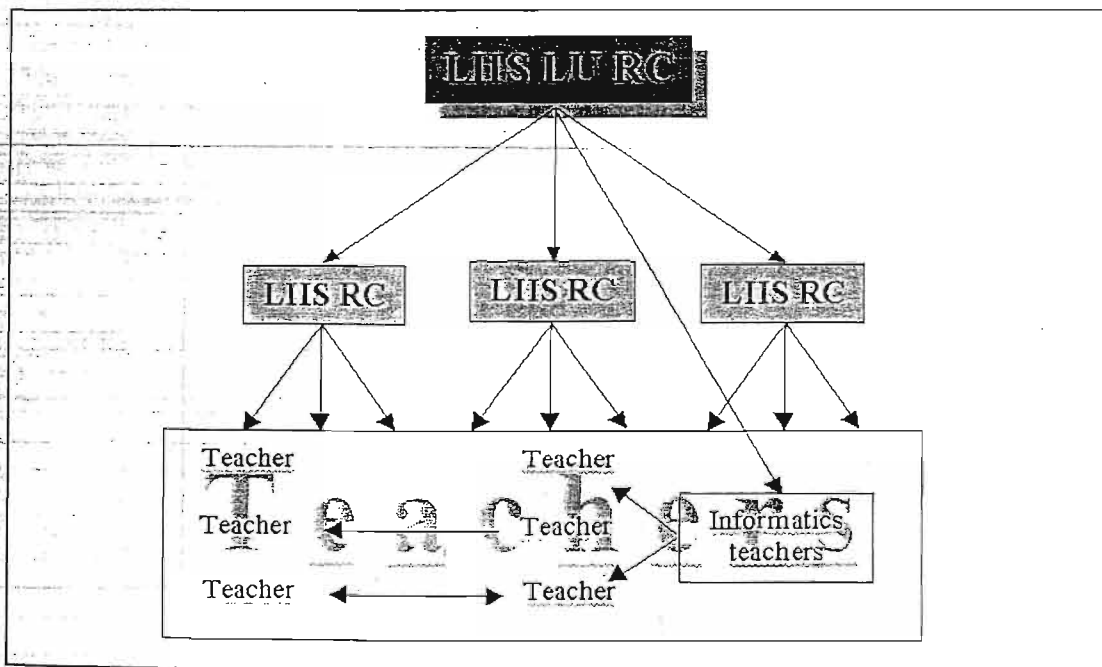 LIIS LU RC
LIIS RC LIIS RC LIIS RC
Teachers
Teacher Teacher
Teacher Teacher
Informatics
teachers
Teacher Teacher